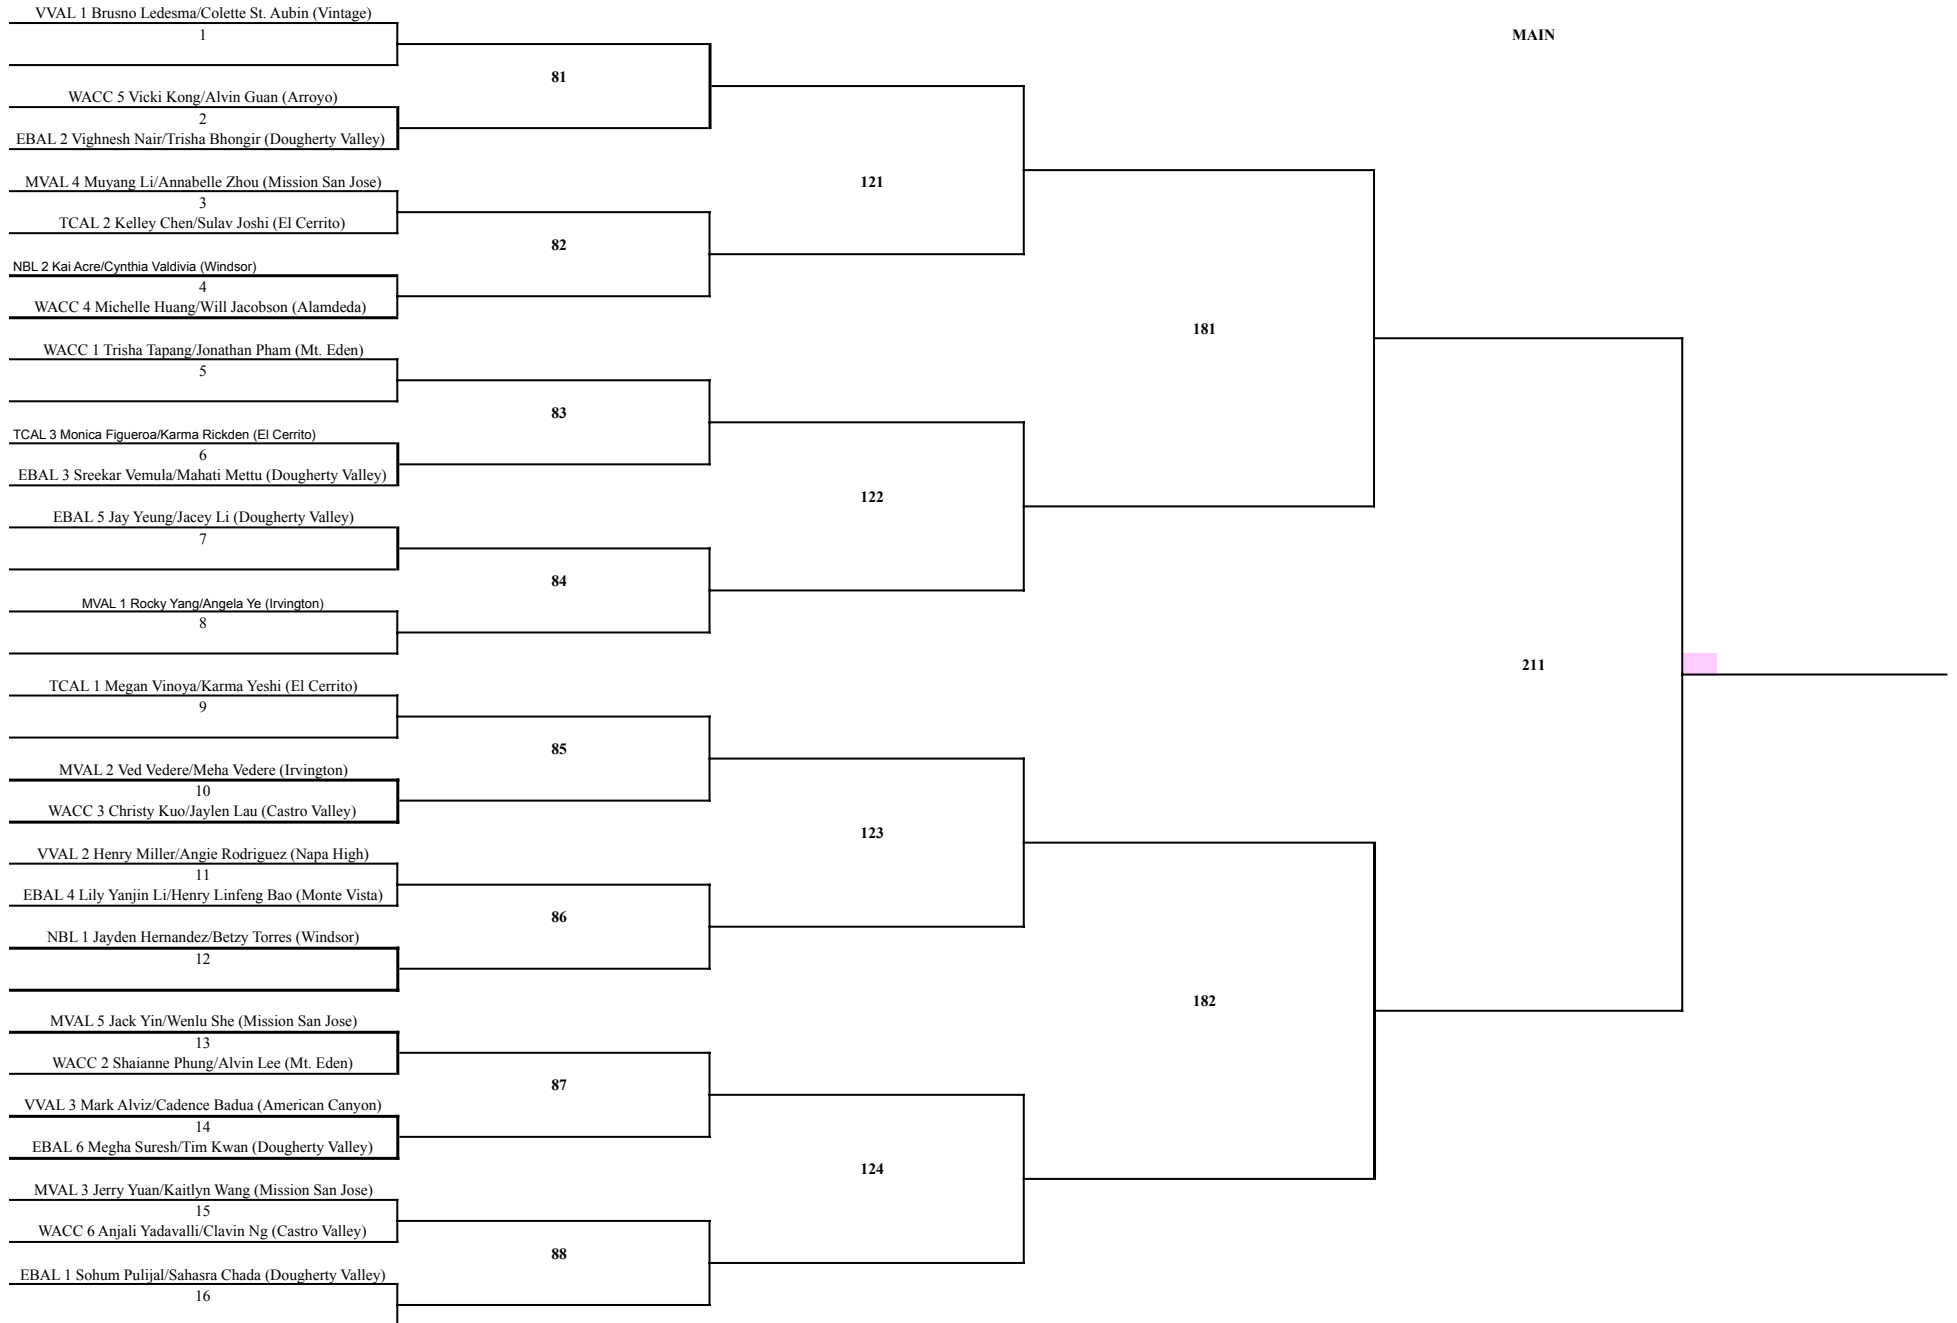 VVAL 1 Brusno Ledesma/Colette St. Aubin (Vintage)
1
MAIN
81
WACC 5 Vicki Kong/Alvin Guan (Arroyo)
2
EBAL 2 Vighnesh Nair/Trisha Bhongir (Dougherty Valley)
MVAL 4 Muyang Li/Annabelle Zhou (Mission San Jose)
121
3
TCAL 2 Kelley Chen/Sulav Joshi (El Cerrito)
82
NBL 2 Kai Acre/Cynthia Valdivia (Windsor)
4
WACC 4 Michelle Huang/Will Jacobson (Alamdeda)
181
WACC 1 Trisha Tapang/Jonathan Pham (Mt. Eden)
5
83
TCAL 3 Monica Figueroa/Karma Rickden (El Cerrito)
6
EBAL 3 Sreekar Vemula/Mahati Mettu (Dougherty Valley)
122
EBAL 5 Jay Yeung/Jacey Li (Dougherty Valley)
7
84
MVAL 1 Rocky Yang/Angela Ye (Irvington)
8
211
TCAL 1 Megan Vinoya/Karma Yeshi (El Cerrito)
9
85
MVAL 2 Ved Vedere/Meha Vedere (Irvington)
10
WACC 3 Christy Kuo/Jaylen Lau (Castro Valley)
123
VVAL 2 Henry Miller/Angie Rodriguez (Napa High)
11
EBAL 4 Lily Yanjin Li/Henry Linfeng Bao (Monte Vista)
86
NBL 1 Jayden Hernandez/Betzy Torres (Windsor)
12
182
MVAL 5 Jack Yin/Wenlu She (Mission San Jose)
13
WACC 2 Shaianne Phung/Alvin Lee (Mt. Eden)
87
VVAL 3 Mark Alviz/Cadence Badua (American Canyon)
14
EBAL 6 Megha Suresh/Tim Kwan (Dougherty Valley)
124
MVAL 3 Jerry Yuan/Kaitlyn Wang (Mission San Jose)
15
WACC 6 Anjali Yadavalli/Clavin Ng (Castro Valley)
88
EBAL 1 Sohum Pulijal/Sahasra Chada (Dougherty Valley)
16